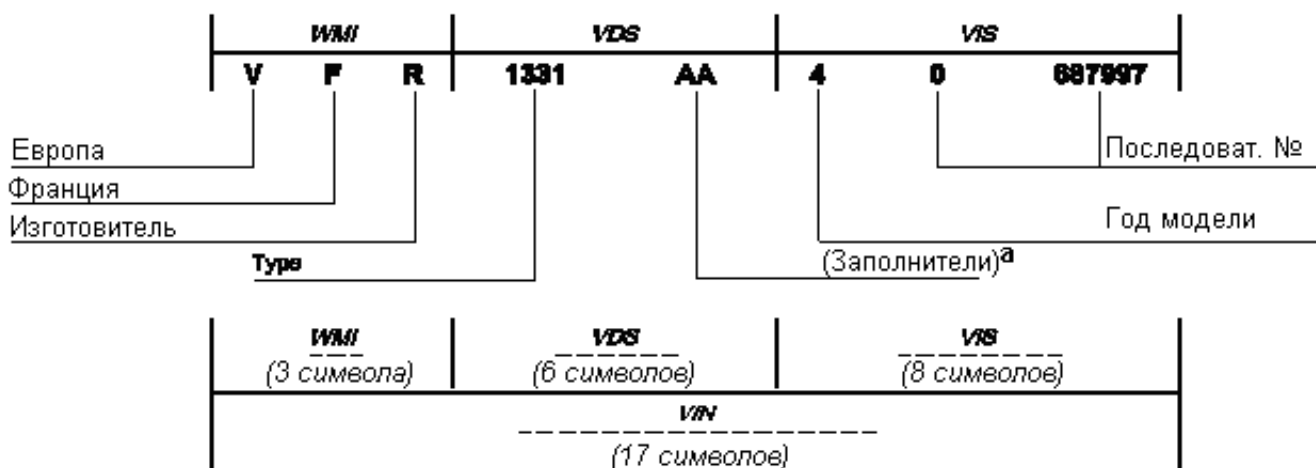 WMI VDS VIS
V F R 1331 AA 4 0 687997
Европа Последоват. №
Франция
Изготовитель Год модели
Type (Заполнители)a
WMI VDS VIS
(3 символа) (6 символов) (8 символов)
VIN
(17 символов)